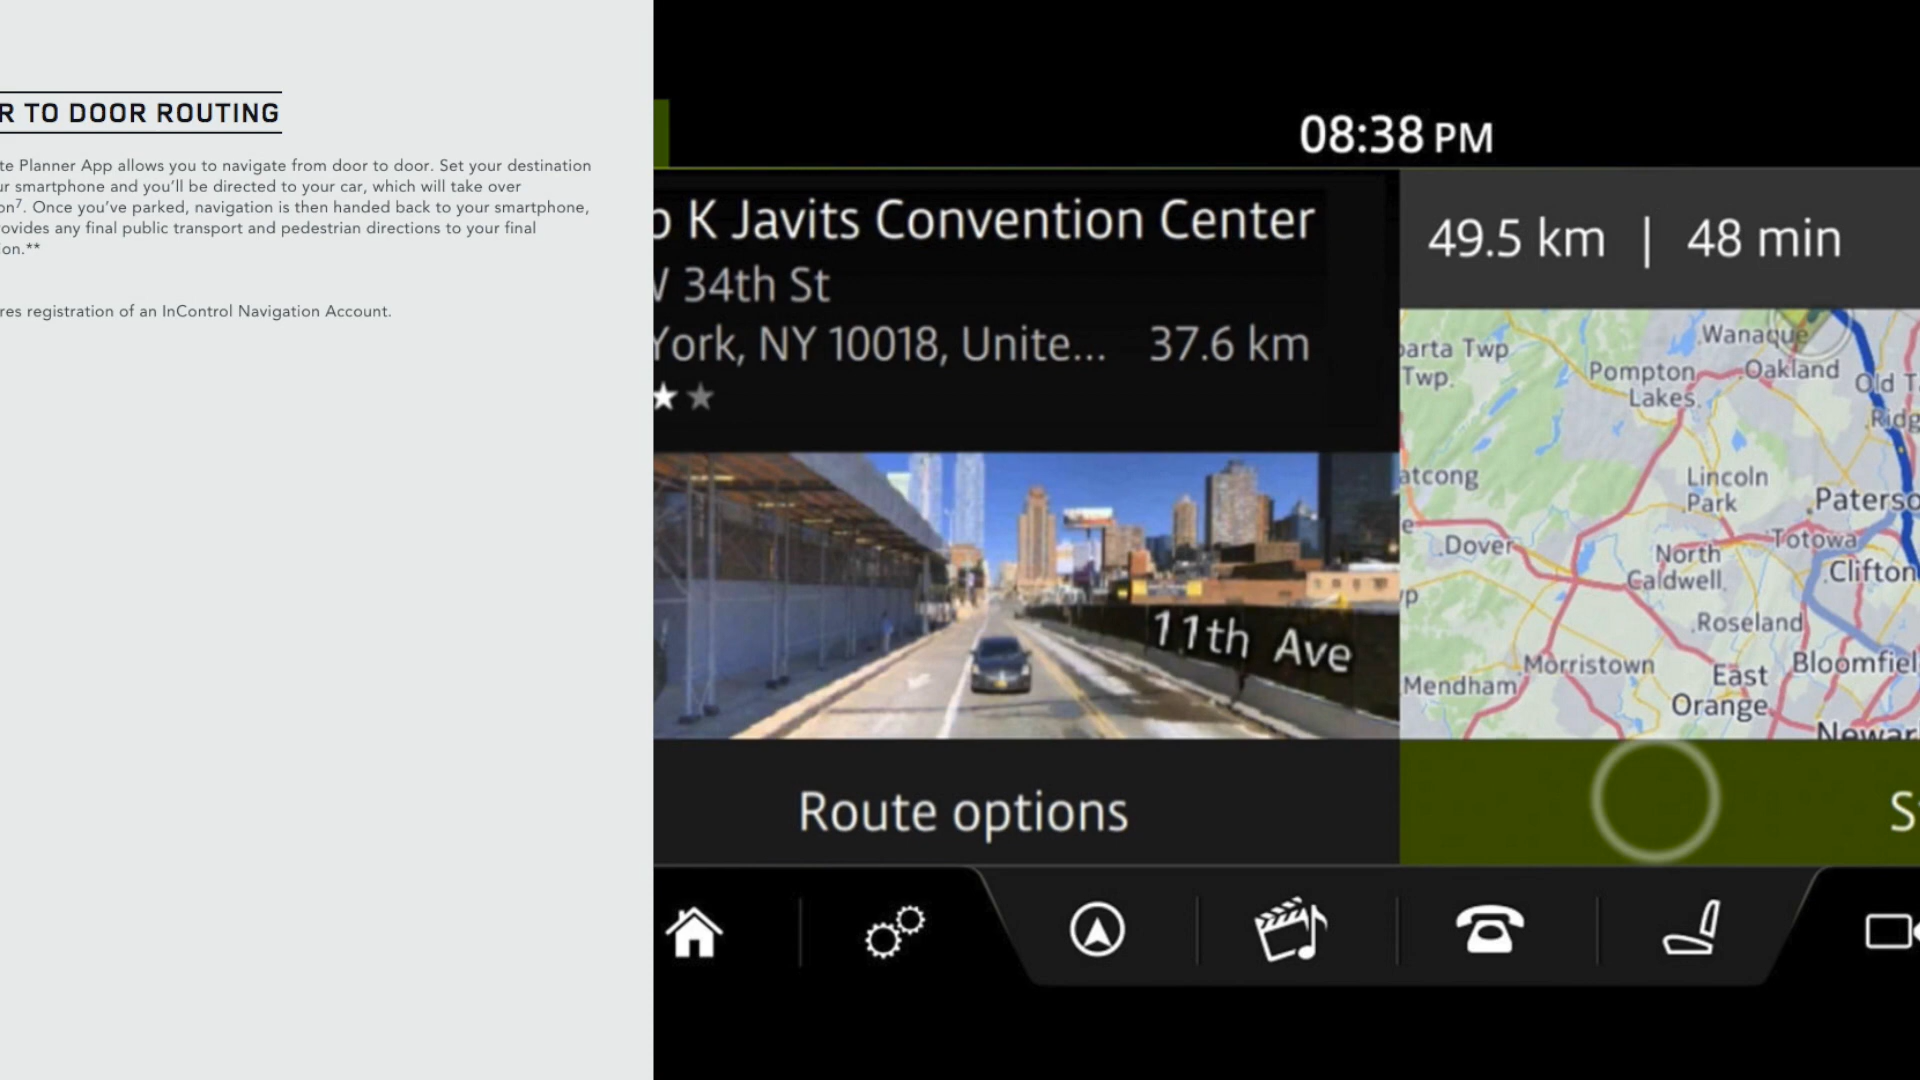 R TO DOOR ROUTING
te Planner App allows you to navigate from door to door. Set your destination
ur smartphone and you'll be directed to your car, which will take over
on7. Once you've parked, navigation is then handed back to your smartphone,
ovides any final public transport and pedestrian directions to your final
ion.**
res registration of an InControl Navigation Account.
08:38 PM
K Javits Convention Center
34th St
York, NY 10018, Unite... 37.6 km
49.5 km | 48 min
11th Ave
Wanaque
arta Twp
Twp.
Pompton
Lakes
Oakland
Old T
Ridg
atcong
Lincoln
Park
Paterso
e
Dover
North
Caldwell
Totowa
Clifton
Roseland
Morristown
Mendham
East
Orange
Bloomfiel
Newar
Route options
S